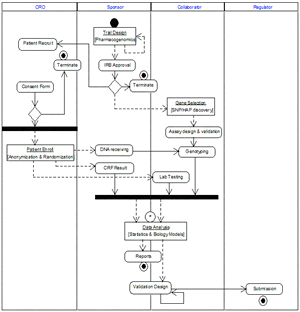 CRO
Sponsor
Collaborator
Regulator
Trial Design
[Pharmacogenomics]
Patient Recruit
IRB Approval
Terminate
Terminate
Consent Form
Gene Selection
[SNP/HAP discovery]
Assay design & validation
Patient Enroll
[Anonymization & Randomization]
DNA receiving
Genotyping
CRF Result
Lab Testing
Data Analysis
[Statistics & Biology Models]
Reports
Validation Design
Submission